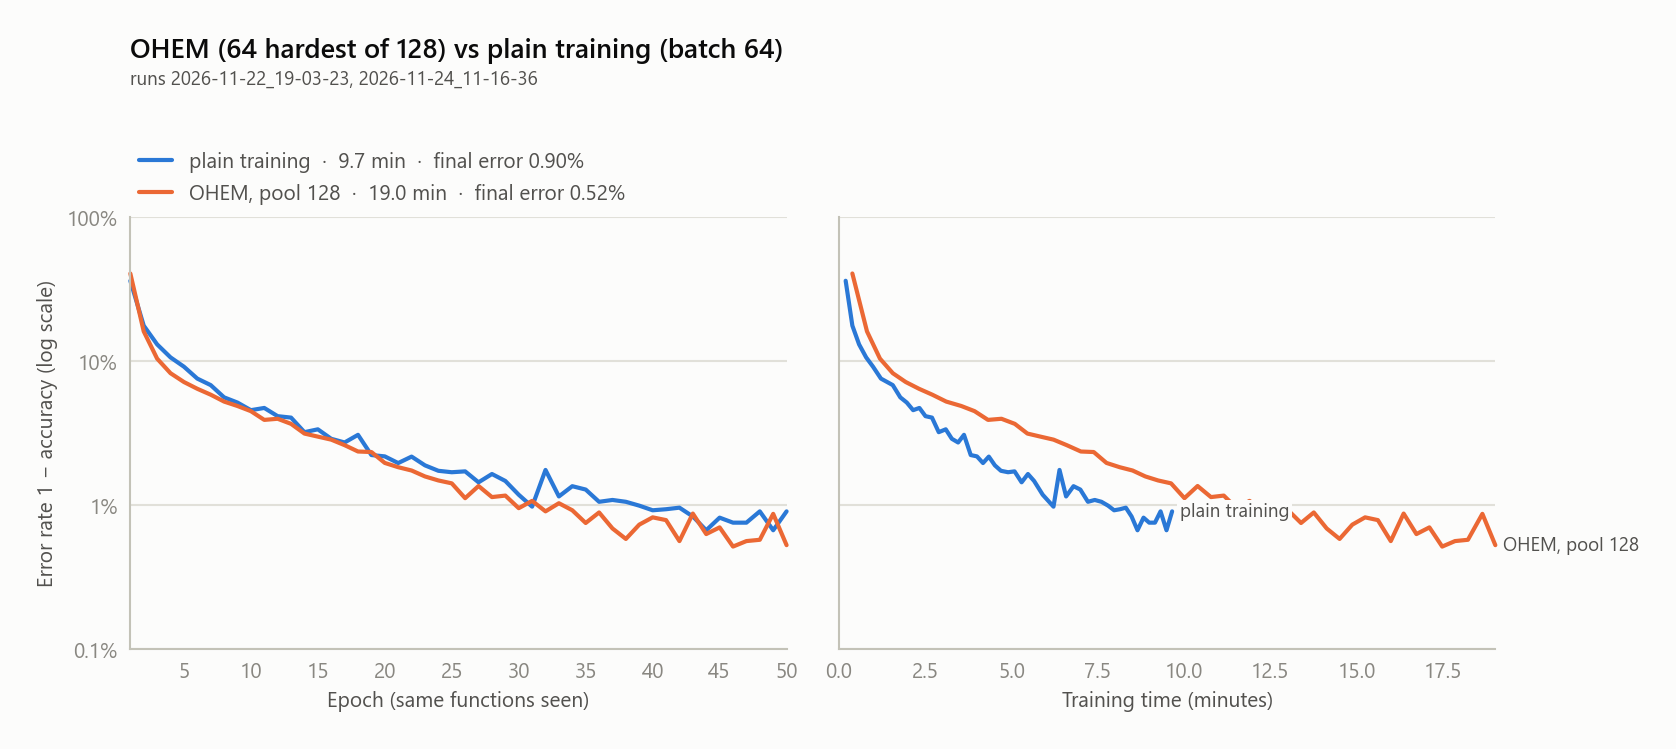 OHEM (64 hardest of 128) vs plain training (batch 64)
runs 2026-11-22_19-03-23, 2026-11-24_11-16-36
plain training · 9.7 min · final error 0.90%
OHEM, pool 128 · 19.0 min · final error 0.52%
Error rate 1 − accuracy (log scale)
100%
10%
1%
0.1%
5 10 15 20 25 30 35 40 45 50
Epoch (same functions seen)
plain training
OHEM, pool 128
0.0 2.5 5.0 7.5 10.0 12.5 15.0 17.5
Training time (minutes)